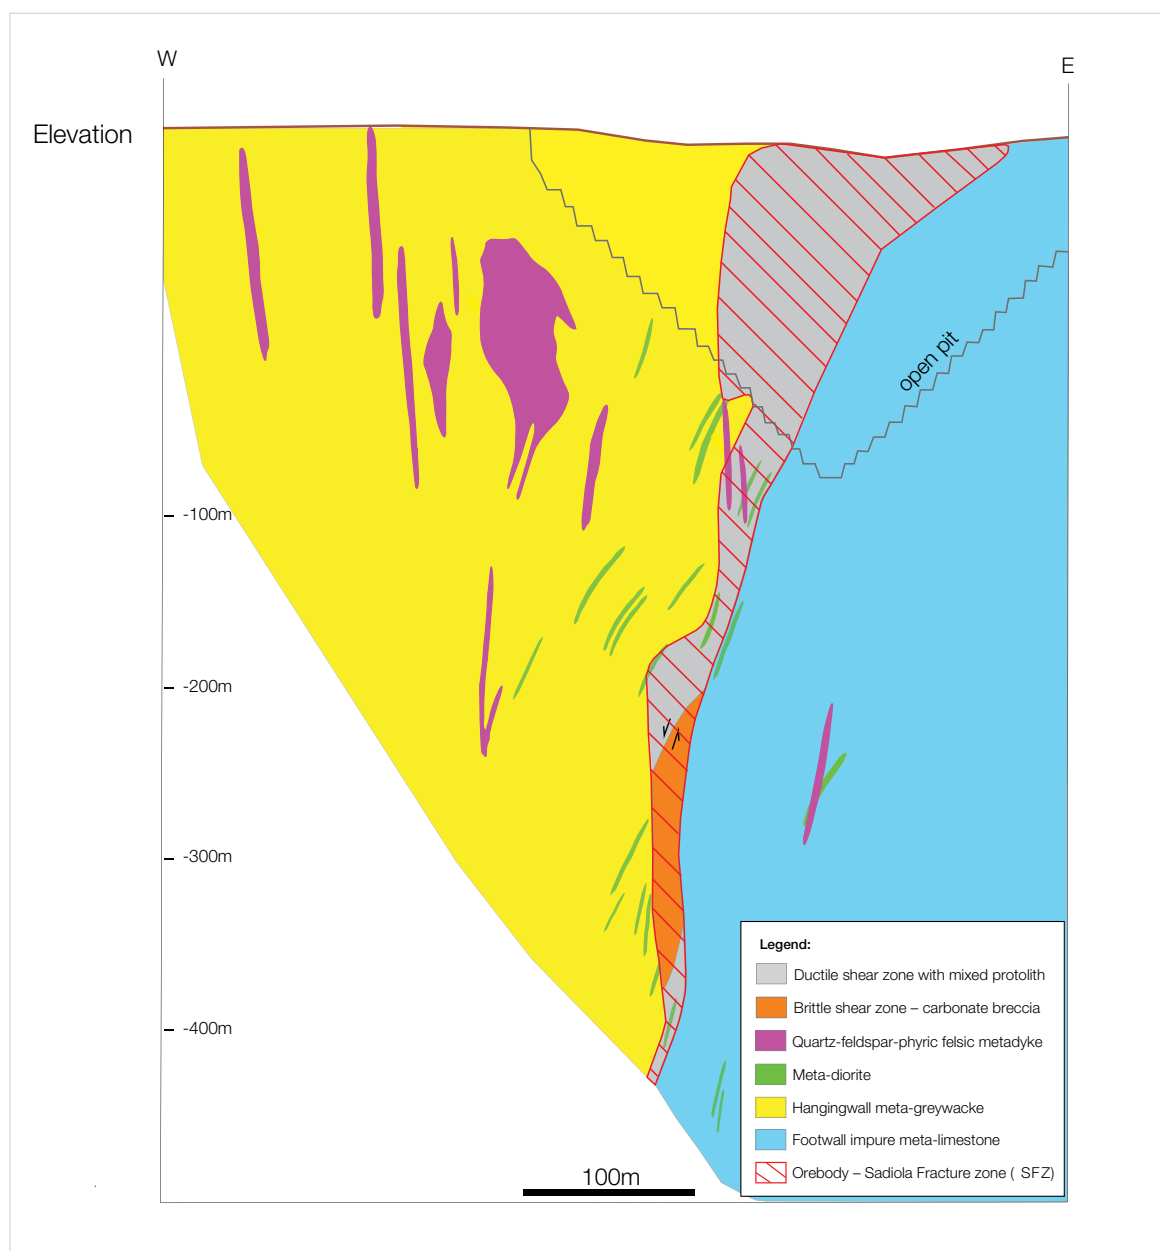 W
E
Elevation
open pit
-100m
-200m
-300m
-400m
100m
Legend:
Ductile shear zone with mixed protolith
Brittle shear zone – carbonate breccia
Quartz-feldspar-phyric felsic metadyke
Meta-diorite
Hangingwall meta-greywacke
Footwall impure meta-limestone
Orebody – Sadiola Fracture zone ( SFZ)